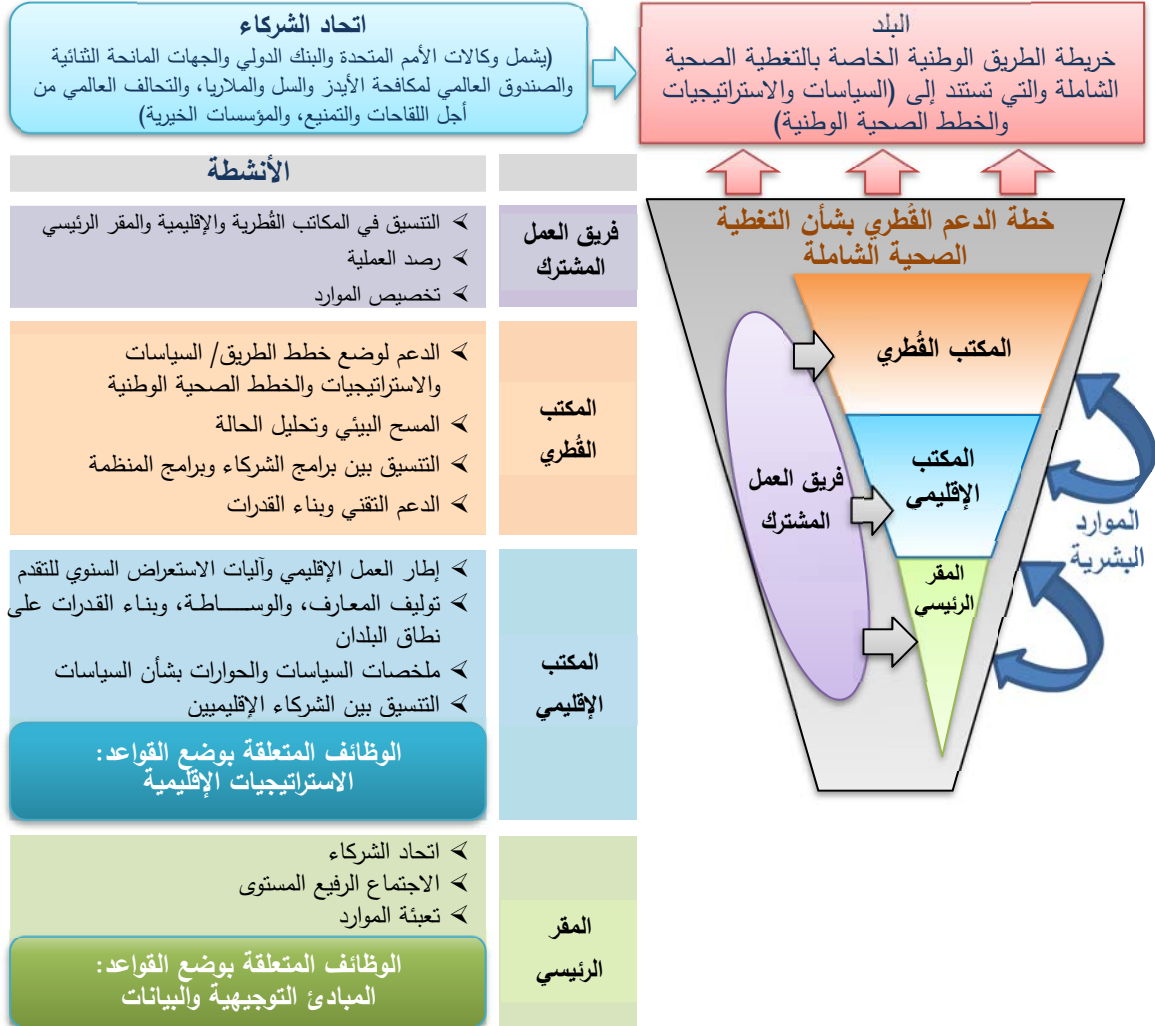 البلد
خريطة الطريق الوطنية الخاصة بالتغطية الصحية
الشاملة والتي تستند إلى (السياسات والاستراتيجيات
والخطط الصحية الوطنية)
اتحاد الشركاء
(يشمل وكالات الأمم المتحدة والبنك الدولي والجهات المانحة الثنائية
والصندوق العالمي لمكافحة الأيدز والسل والملاريا، والتحالف العالمي من
أجل اللقاحات والتمنيع، والمؤسسات الخيرية)
خطة الدعم القُطري بشأن التغطية
الصحية الشاملة
المكتب القُطري
المكتب
الإقليمي
المقر
الرئيسي
فريق العمل
المشترك
الموارد
البشرية
الأنشطة
فريق العمل
المشترك
➢ التنسيق في المكاتب القُطرية والإقليمية والمقر الرئيسي
➢ رصد العملية
➢ تخصيص الموارد
المكتب
القُطري
➢ الدعم لوضع خطط الطريق/ السياسات
والاستراتيجيات والخطط الصحية الوطنية
➢ المسح البيئي وتحليل الحالة
➢ التنسيق بين برامج الشركاء وبرامج المنظمة
➢ الدعم التقني وبناء القدرات
المكتب
الإقليمي
➢ إطار العمل الإقليمي وآليات الاستعراض السنوي للتقدم
➢ توليف المعارف، والوســـــاطة، وبناء القدرات على
نطاق البلدان
➢ ملخصات السياسات والحوارات بشأن السياسات
➢ التنسيق بين الشركاء الإقليميين
الوظائف المتعلقة بوضع القواعد:
الاستراتيجيات الإقليمية
المقر
الرئيسي
➢ اتحاد الشركاء
➢ الاجتماع الرفيع المستوى
➢ تعبئة الموارد
الوظائف المتعلقة بوضع القواعد:
المبادئ التوجيهية والبيانات